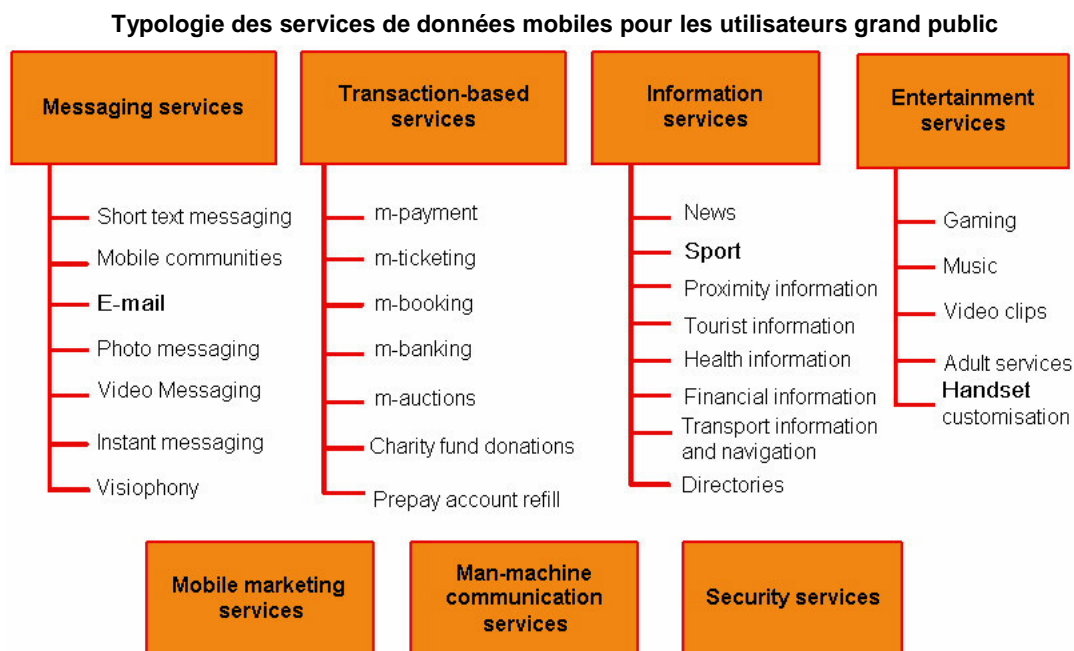 Typologie des services de données mobiles pour les utilisateurs grand public
Messaging services
Short text messaging
Mobile communities
E-mail
Photo messaging
Video Messaging
Instant messaging
Visiophony
Transaction-based
services
m-payment
m-ticketing
m-booking
m-banking
m-auctions
Charity fund donations
Prepay account refill
Information
services
News
Sport
Proximity information
Tourist information
Health information
Financial information
Transport information
and navigation
Directories
Entertainment
services
Gaming
Music
Video clips
Adult services
Handset
customisation
Mobile marketing
services
Man-machine
communication
services
Security services